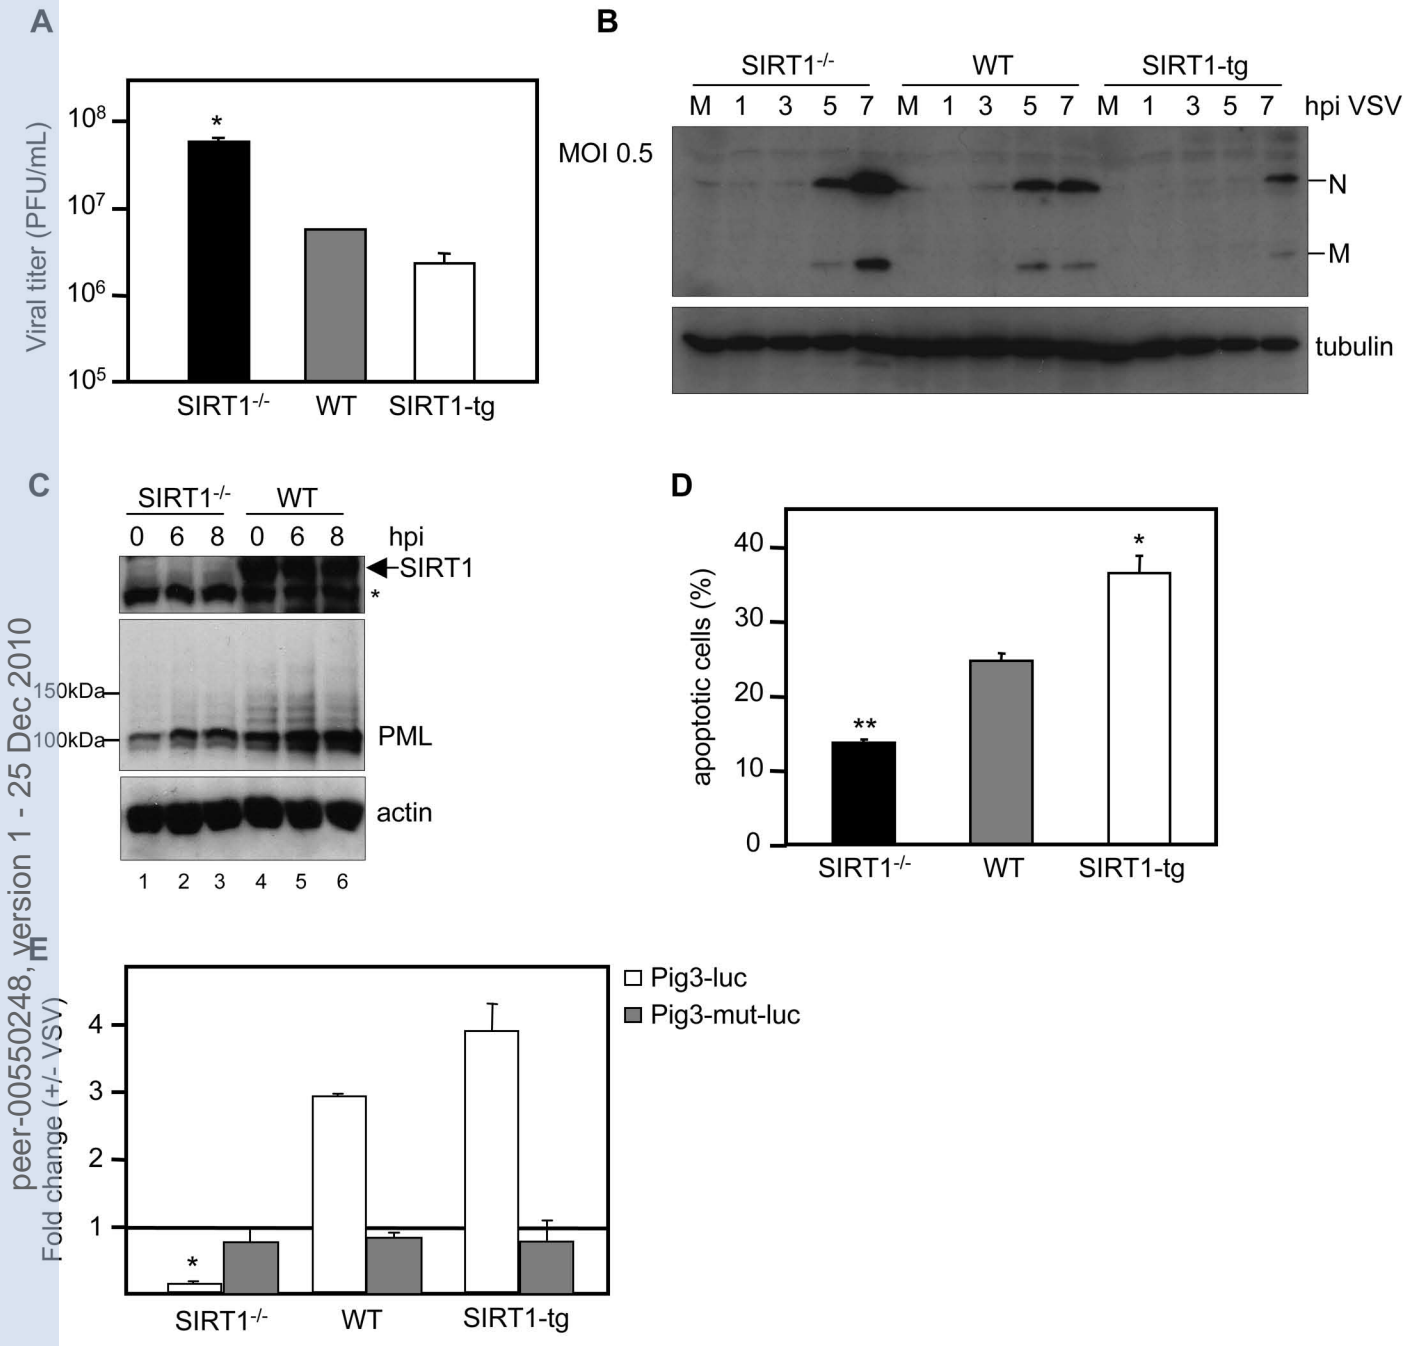 A
Viral titer (PFU/mL)
10⁸
10⁷
10⁶
10⁵
*
SIRT1⁻/⁻ WT SIRT1-tg
B
SIRT1⁻/⁻ WT SIRT1-tg
M 1 3 5 7 M 1 3 5 7 M 1 3 5 7 hpi VSV
MOI 0.5
N
M
tubulin
C
SIRT1⁻/⁻ WT
0 6 8 0 6 8 hpi
SIRT1
*
150kDa
100kDa
PML
actin
1 2 3 4 5 6
D
apoptotic cells (%)
40
30
20
10
0
**
*
SIRT1⁻/⁻ WT SIRT1-tg
E
Fold change (+/- VSV)
4
3
2
1
*
SIRT1⁻/⁻ WT SIRT1-tg
Pig3-luc
Pig3-mut-luc
peer-00550248, version 1 - 25 Dec 2010